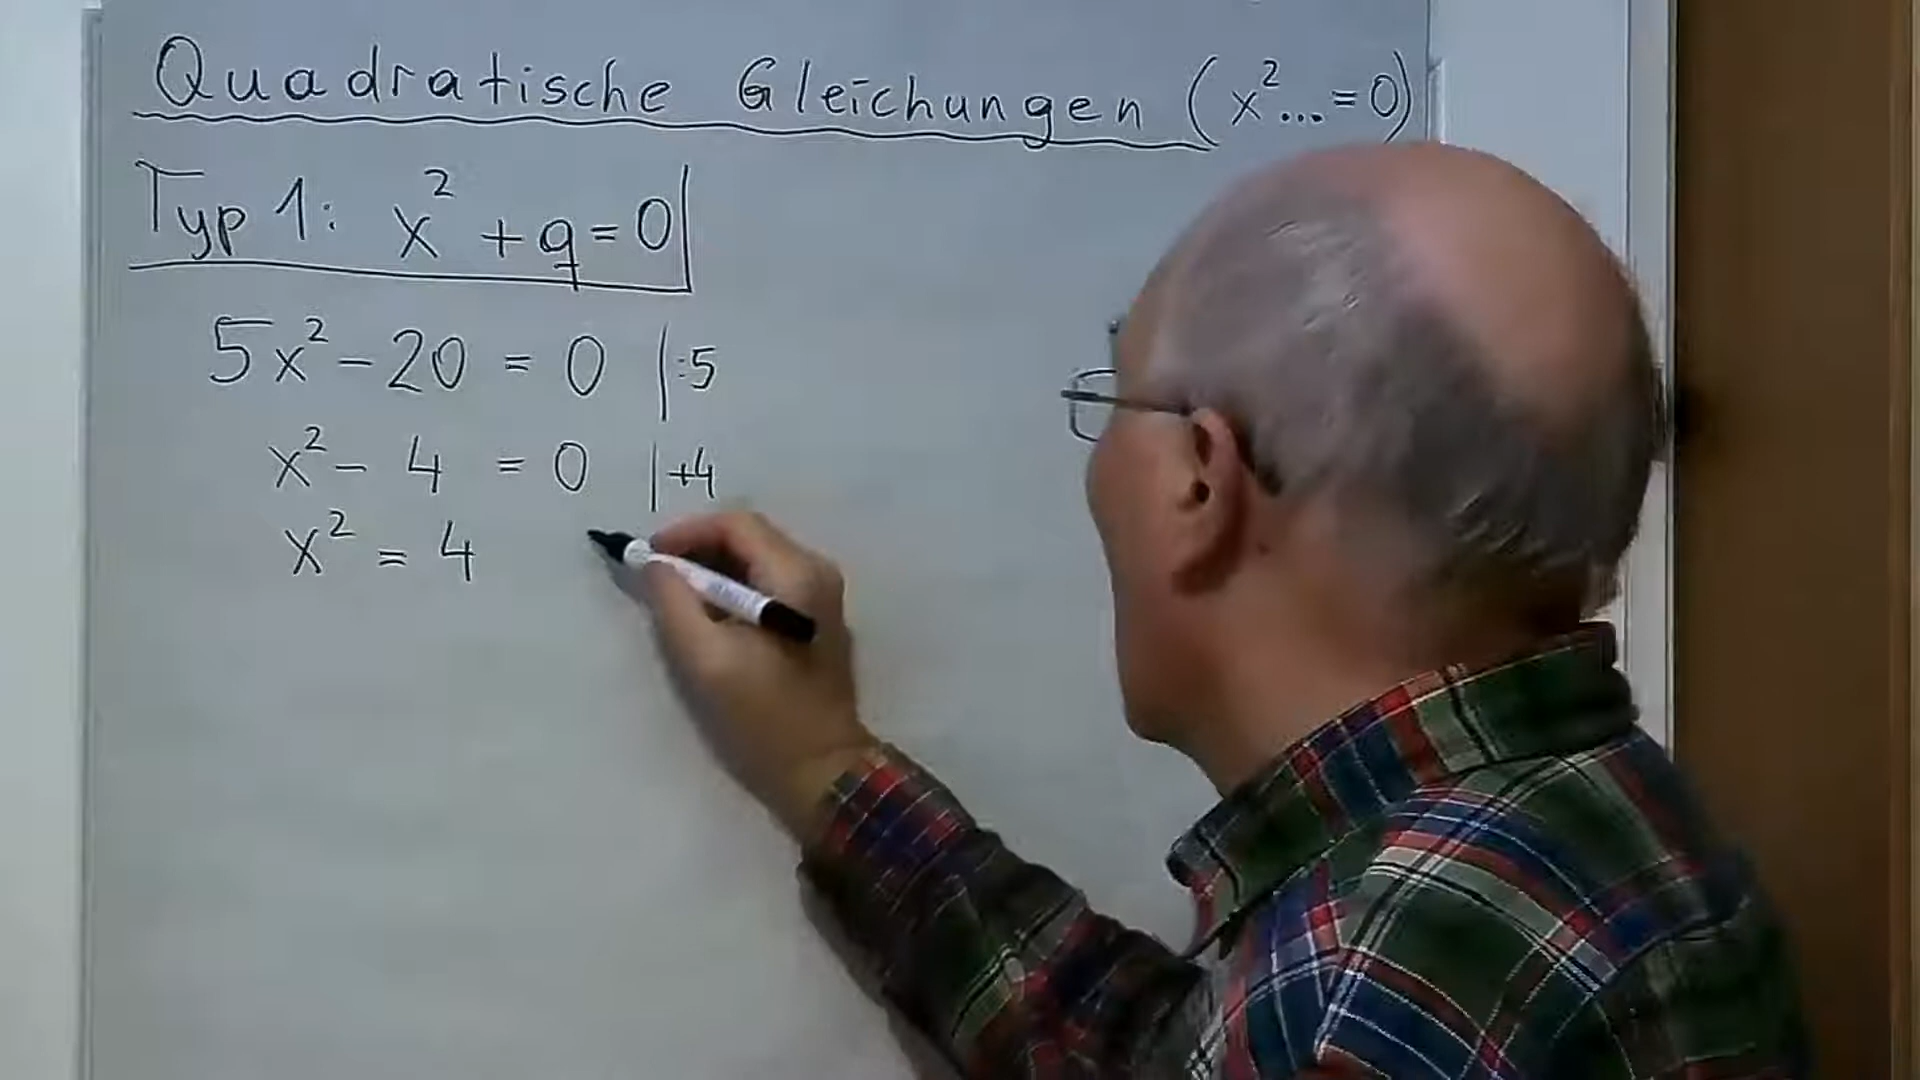 Quadratische Gleichungen (x²...=0)
Typ 1: x² + q = 0
5x² - 20 = 0 | :5
x² - 4 = 0 | +4
x² = 4